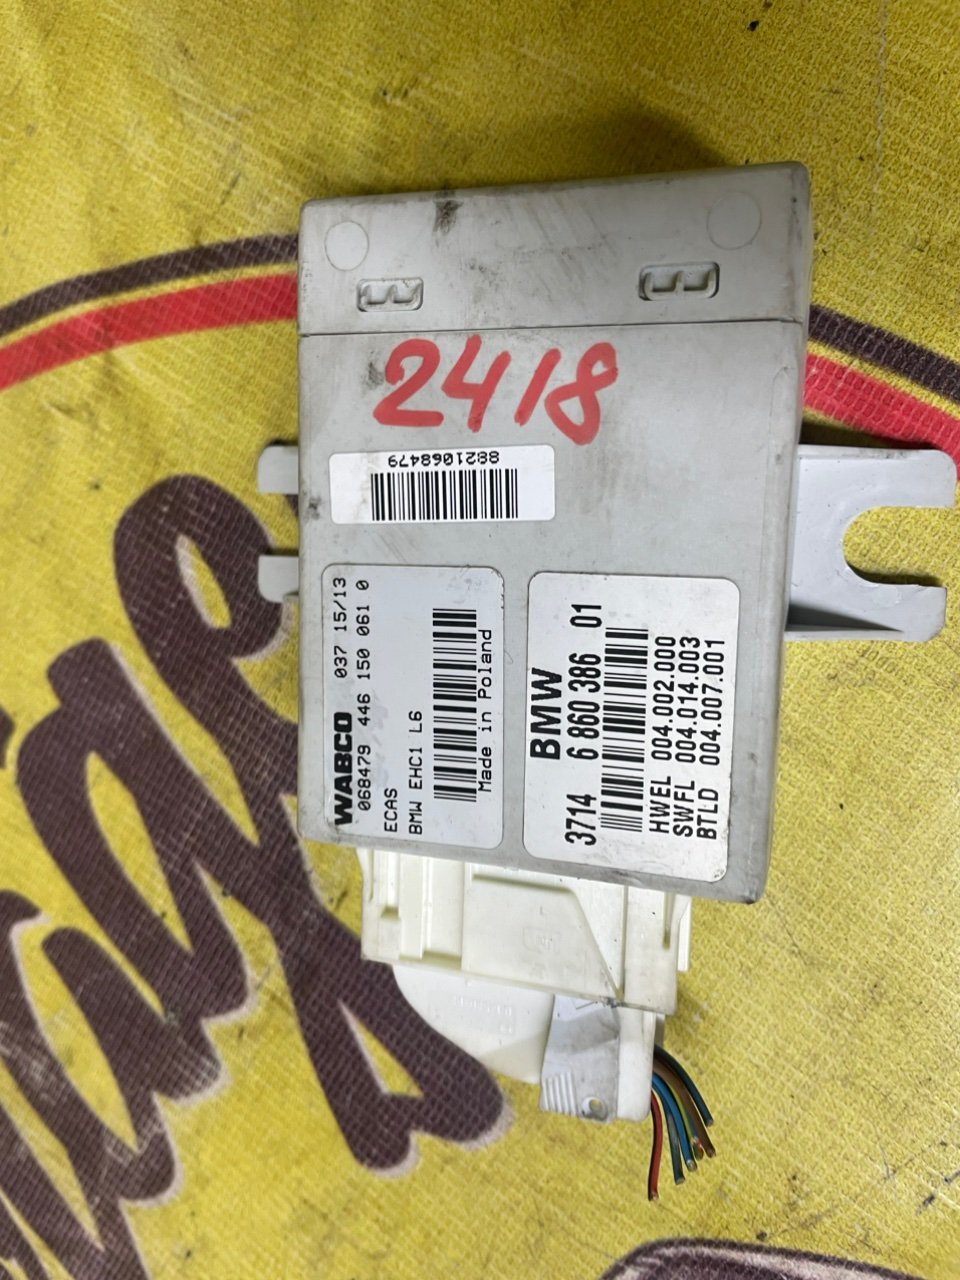 2418
8821068479
WABCO 037 15/13
068479 446 150 061 0
ECAS
BMW EHC1 L6
Made in Poland
BMW
3714 6 860 386 01
HWEL 004.002.000
SWFL 004.014.003
BTLD 004.007.001